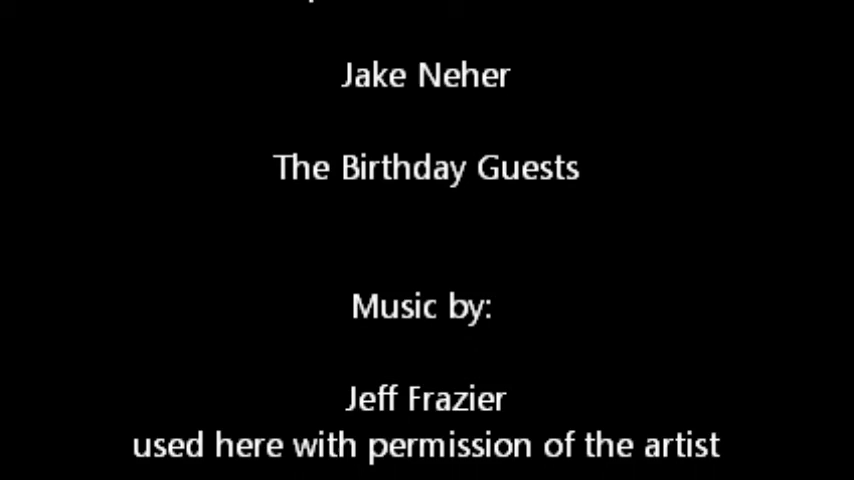 Jake Neher
The Birthday Guests
Music by:
Jeff Frazier
used here with permission of the artist